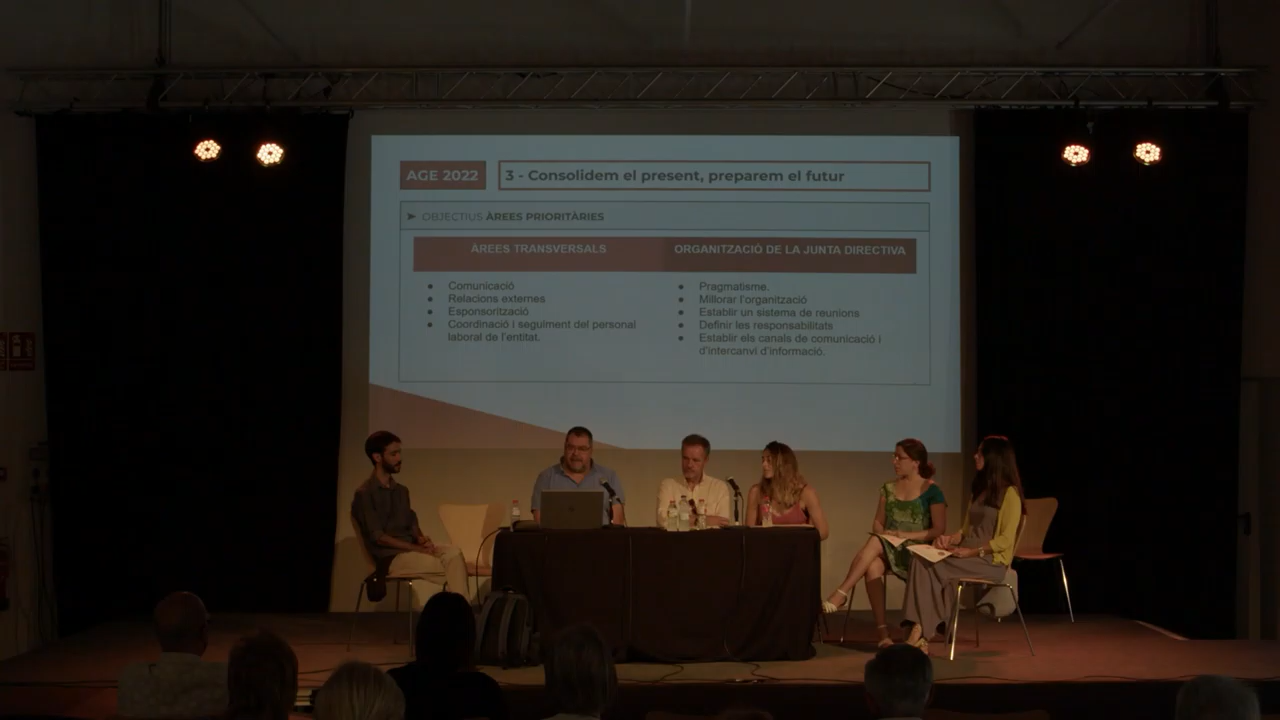 AGE 2022
3 - Consolidem el present, preparem el futur
► OBJECTIUS ÀREES PRIORITÀRIES
ÀREES TRANSVERSALS
● Comunicació
● Relacions externes
● Esponsorització
● Coordinació i seguiment del personal
laboral de l'entitat.
ORGANITZACIÓ DE LA JUNTA DIRECTIVA
● Pragmatisme.
● Millorar l'organització
● Establir un sistema de reunions
● Definir les responsabilitats
● Establir els canals de comunicació i
d'intercanvi d'informació.